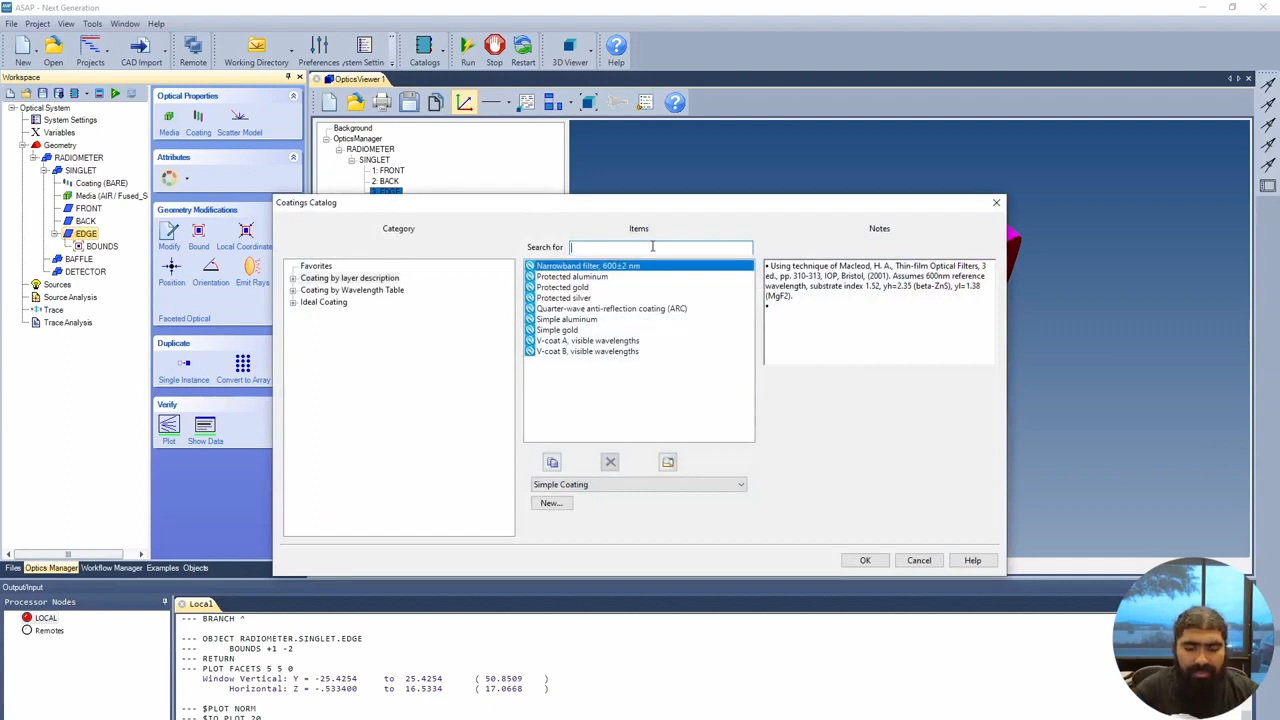 ASAP - Next Generation
File Project View Tools Window Help
New Open Projects CAD Import Remote Working Directory Preferences ystem Settin Catalogs Run Stop Restart 3D Viewer Help
Workspace
Optical System
System Settings
Variables
Geometry
RADIOMETER
SINGLET
Coating (BARE)
Media (AIR / Fused_S
FRONT
BACK
EDGE
BOUNDS
BAFFLE
DETECTOR
Sources
Source Analysis
Trace
Trace Analysis
Optical Properties
Media Coating Scatter Model
Attributes
Geometry Modifications
Modify Bound Local Coordinate
Position Orientation Emit Rays
Faceted Optical
Duplicate
Single Instance Convert to Array
Verify
Plot Show Data
OpticsViewer 1
Background
OpticsManager
RADIOMETER
SINGLET
1: FRONT
2: BACK
3: EDGE
Coatings Catalog
Category Items Notes
Search for
Favorites
Coating by layer description
Coating by Wavelength Table
Ideal Coating
Narrowband filter, 600±2 nm
Protected aluminum
Protected gold
Protected silver
Quarter-wave anti-reflection coating (ARC)
Simple aluminum
Simple gold
V-coat A, visible wavelengths
V-coat B, visible wavelengths
• Using technique of Macleod, H. A., Thin-film Optical Filters, 3
ed., pp. 310-313, IOP, Bristol, (2001). Assumes 600nm reference
wavelength, substrate index 1.52, yh=2.35 (beta-ZnS), yl=1.38
(MgF2).
•
Simple Coating
New...
OK Cancel Help
Files Optics Manager Workflow Manager Examples Objects
Output/Input
Processor Nodes
LOCAL
Remotes
Local
--- BRANCH ^
--- OBJECT RADIOMETER.SINGLET.EDGE
--- BOUNDS +1 -2
--- RETURN
--- PLOT FACETS 5 5 0
Window Vertical: Y = -25.4254 to 25.4254 ( 50.8509 )
Horizontal: Z = -.533400 to 16.5334 ( 17.0668 )
--- $PLOT NORM
--- $IO PLOT 20